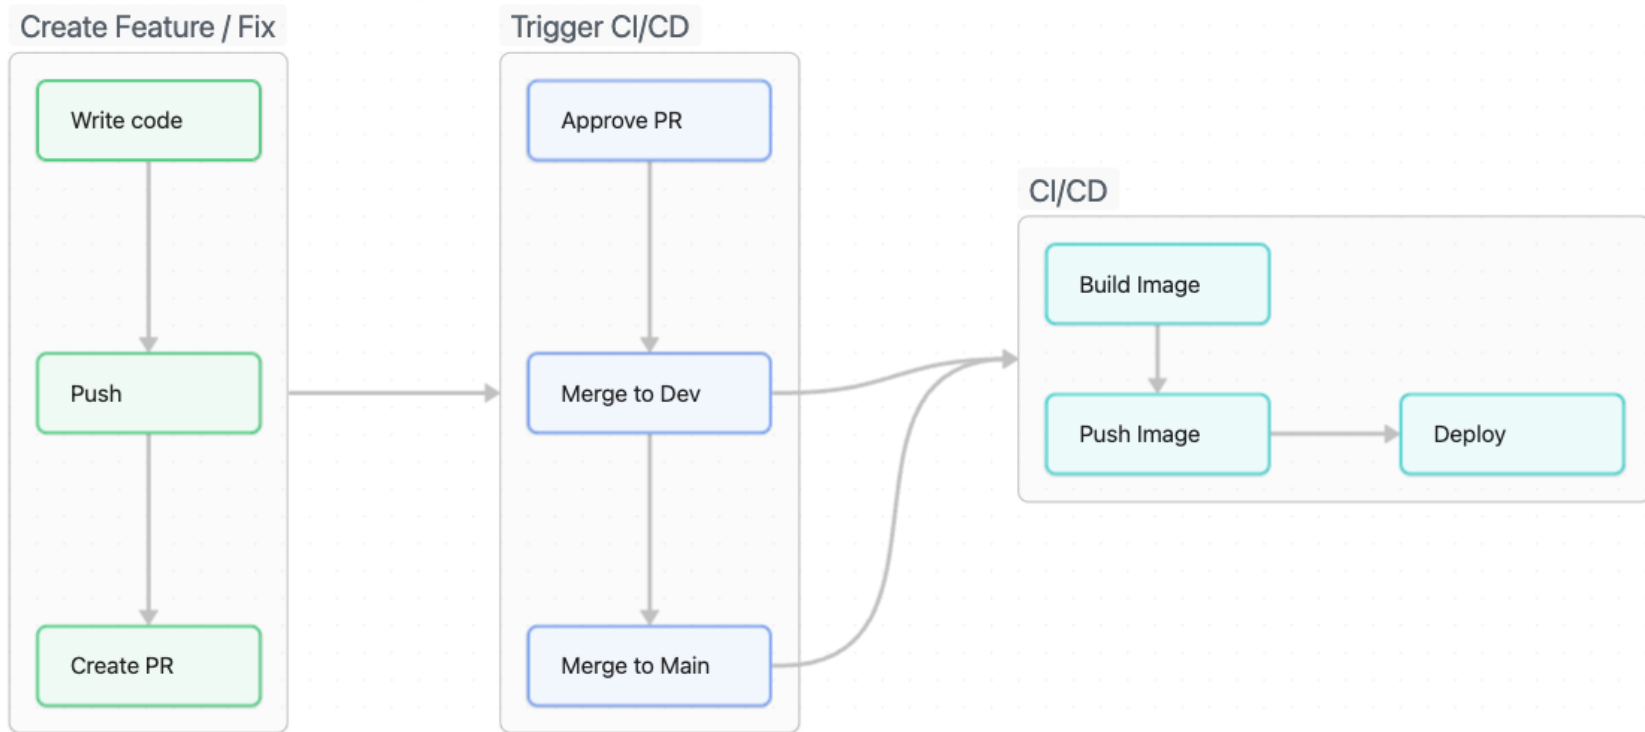 Create Feature / Fix
Write code
Push
Create PR
Trigger CI/CD
Approve PR
Merge to Dev
Merge to Main
CI/CD
Build Image
Push Image
Deploy